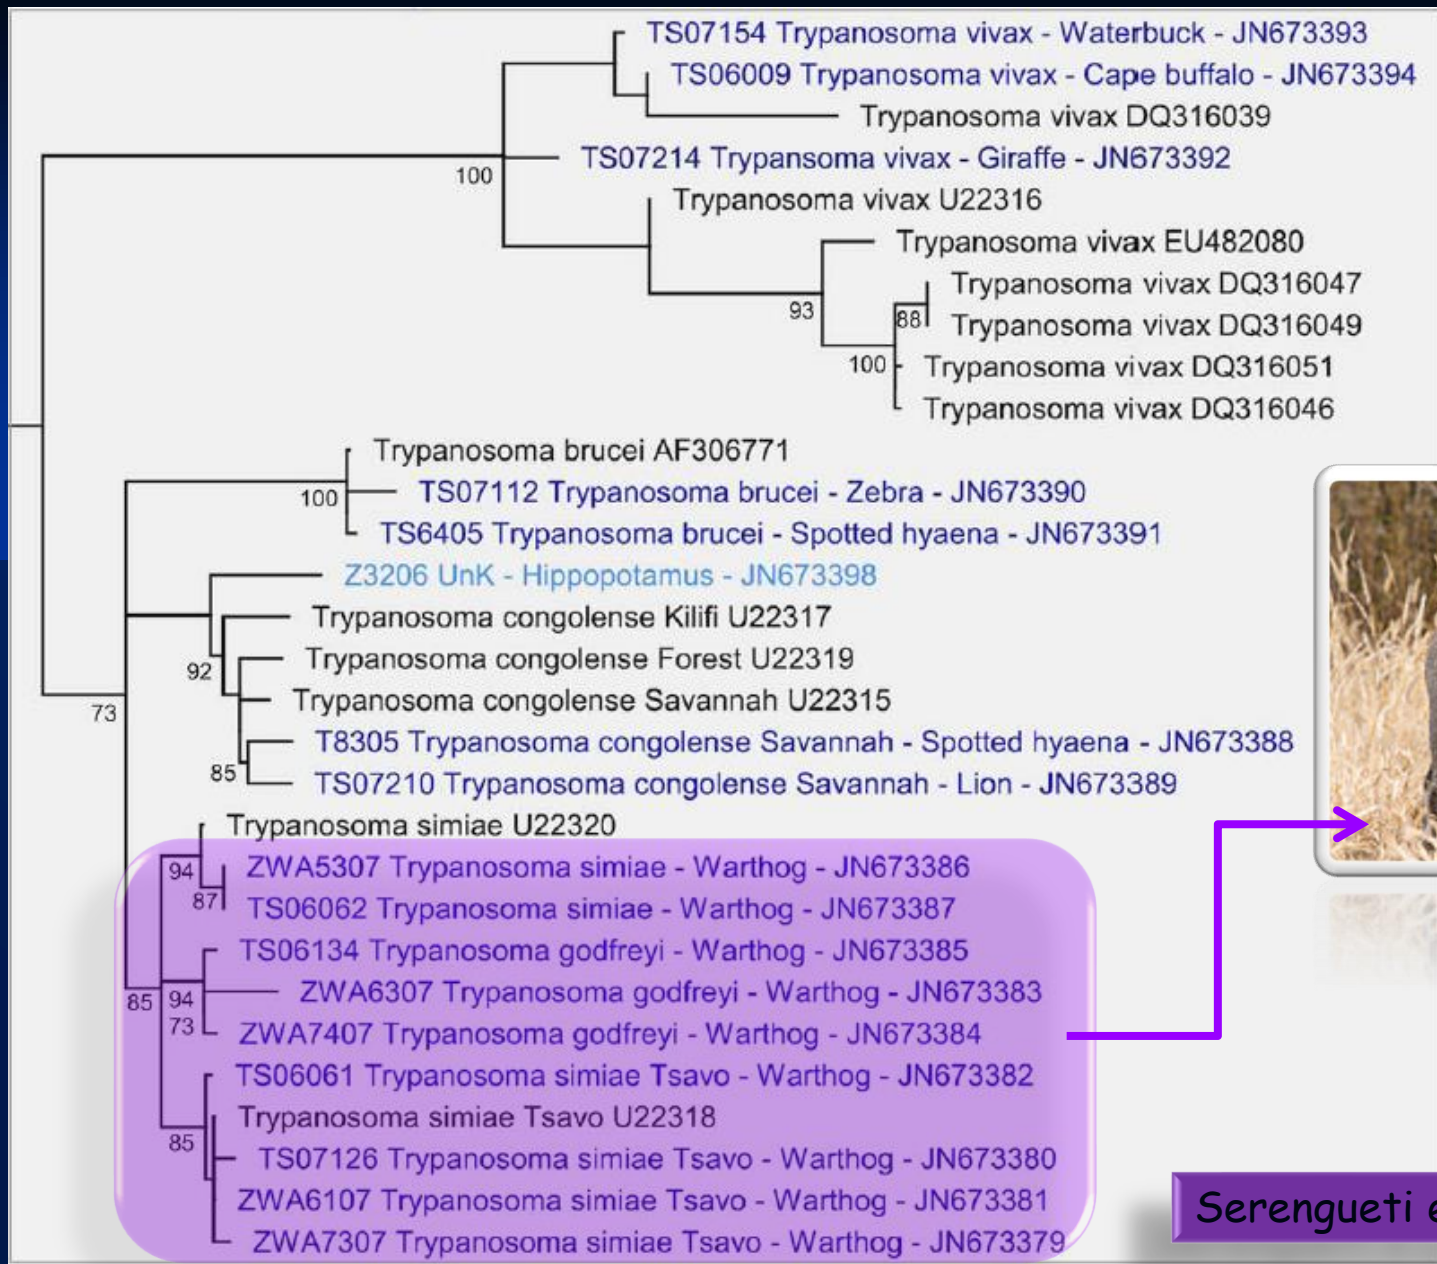 TS07154 Trypanosoma vivax - Waterbuck - JN673393
TS06009 Trypanosoma vivax - Cape buffalo - JN673394
Trypanosoma vivax DQ316039
TS07214 Trypansoma vivax - Giraffe - JN673392
100
Trypanosoma vivax U22316
Trypanosoma vivax EU482080
Trypanosoma vivax DQ316047
93
88
Trypanosoma vivax DQ316049
100
Trypanosoma vivax DQ316051
Trypanosoma vivax DQ316046
Trypanosoma brucei AF306771
100
TS07112 Trypanosoma brucei - Zebra - JN673390
TS6405 Trypanosoma brucei - Spotted hyaena - JN673391
Z3206 UnK - Hippopotamus - JN673398
Trypanosoma congolense Kilifi U22317
92
Trypanosoma congolense Forest U22319
Trypanosoma congolense Savannah U22315
73
T8305 Trypanosoma congolense Savannah - Spotted hyaena - JN673388
85
TS07210 Trypanosoma congolense Savannah - Lion - JN673389
Trypanosoma simiae U22320
94
ZWA5307 Trypanosoma simiae - Warthog - JN673386
87
TS06062 Trypanosoma simiae - Warthog - JN673387
TS06134 Trypanosoma godfreyi - Warthog - JN673385
85
94
ZWA6307 Trypanosoma godfreyi - Warthog - JN673383
73
ZWA7407 Trypanosoma godfreyi - Warthog - JN673384
TS06061 Trypanosoma simiae Tsavo - Warthog - JN673382
Trypanosoma simiae Tsavo U22318
85
TS07126 Trypanosoma simiae Tsavo - Warthog - JN673380
ZWA6107 Trypanosoma simiae Tsavo - Warthog - JN673381
ZWA7307 Trypanosoma simiae Tsavo - Warthog - JN673379
Serengueti